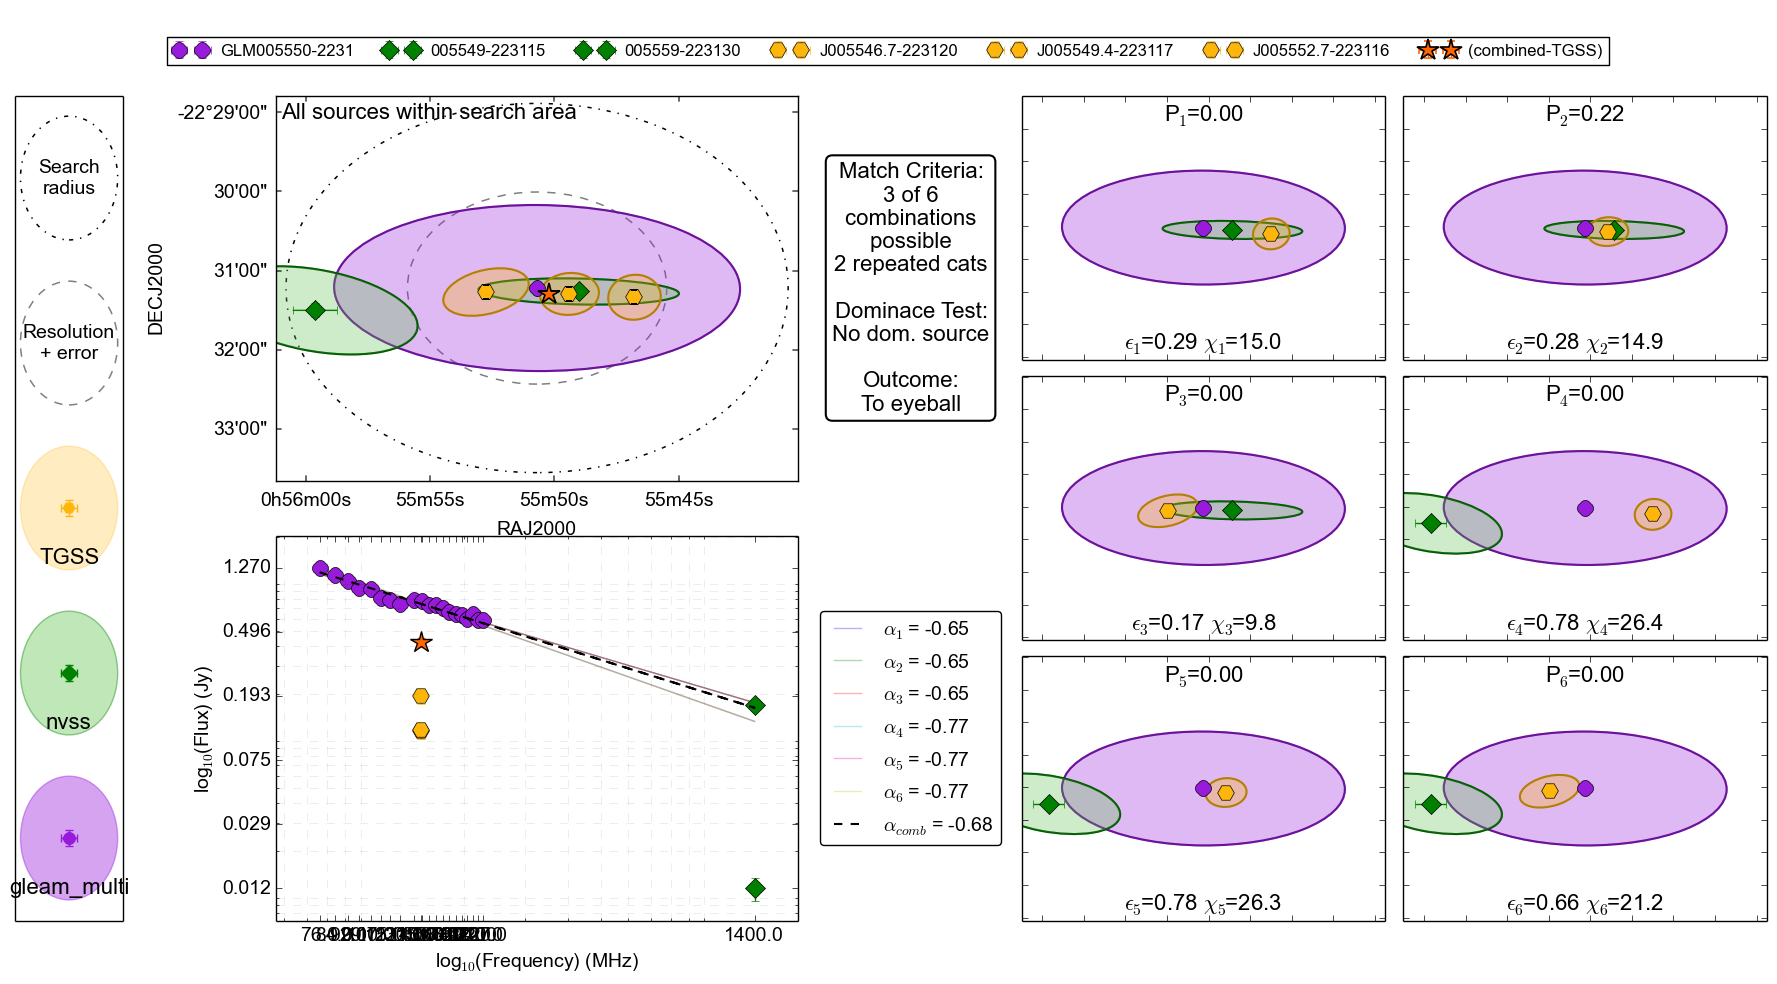 GLM005550-2231 005549-223115 005559-223130 J005546.7-223120 J005549.4-223117 J005552.7-223116 (combined-TGSS)
Search
radius
Resolution
+ error
TGSS
nvss
gleam_multi
All sources within search area
-22°29'00"
30'00"
31'00"
32'00"
33'00"
DECJ2000
0h56m00s 55m55s 55m50s 55m45s
RAJ2000
1.270
0.496
0.193
0.075
0.029
0.012
log₁₀(Flux) (Jy)
1400.0
log₁₀(Frequency) (MHz)
Match Criteria:
3 of 6
combinations
possible
2 repeated cats
Dominace Test:
No dom. source
Outcome:
To eyeball
α₁ = -0.65
α₂ = -0.65
α₃ = -0.65
α₄ = -0.77
α₅ = -0.77
α₆ = -0.77
α_comb = -0.68
P₁=0.00
ϵ₁=0.29 χ₁=15.0
P₂=0.22
ϵ₂=0.28 χ₂=14.9
P₃=0.00
ϵ₃=0.17 χ₃=9.8
P₄=0.00
ϵ₄=0.78 χ₄=26.4
P₅=0.00
ϵ₅=0.78 χ₅=26.3
P₆=0.00
ϵ₆=0.66 χ₆=21.2